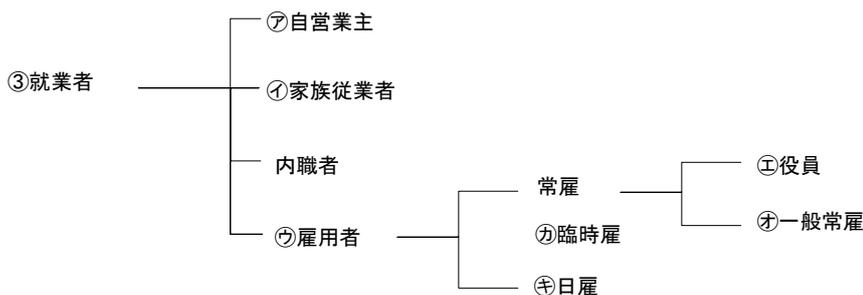 ③就業者
㋐自営業主
㋑家族従業者
内職者
㋒雇用者
常雇
㋕臨時雇
㋖日雇
㋓役員
㋔一般常雇